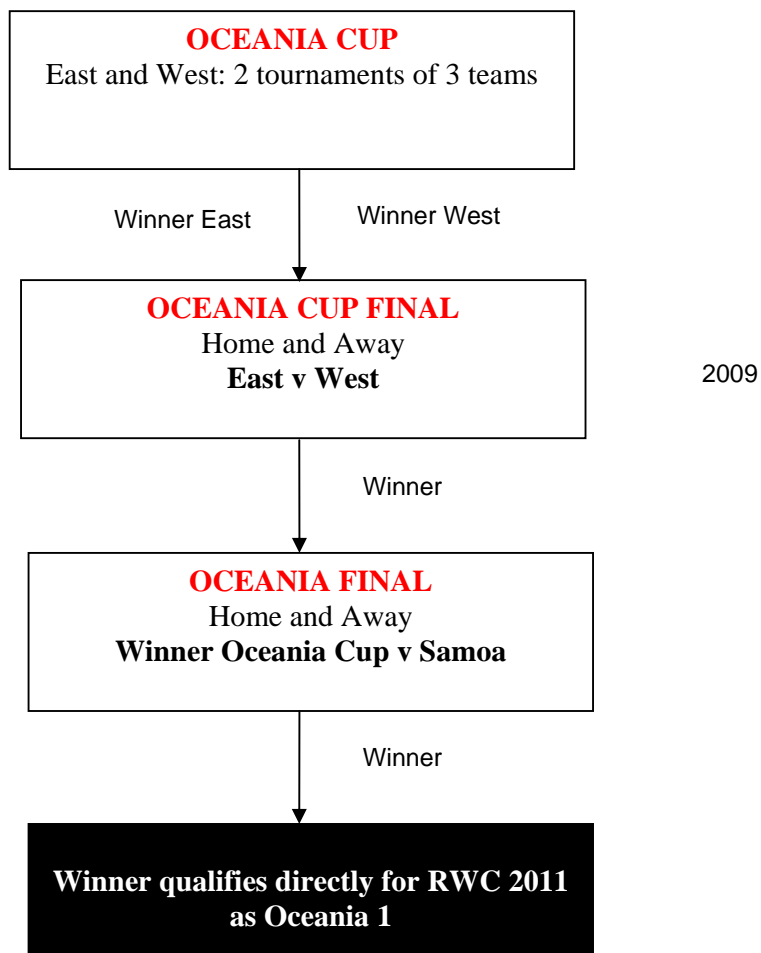 OCEANIA CUP
East and West: 2 tournaments of 3 teams
Winner East
Winner West
OCEANIA CUP FINAL
Home and Away
East v West
2009
Winner
OCEANIA FINAL
Home and Away
Winner Oceania Cup v Samoa
Winner
Winner qualifies directly for RWC 2011
as Oceania 1